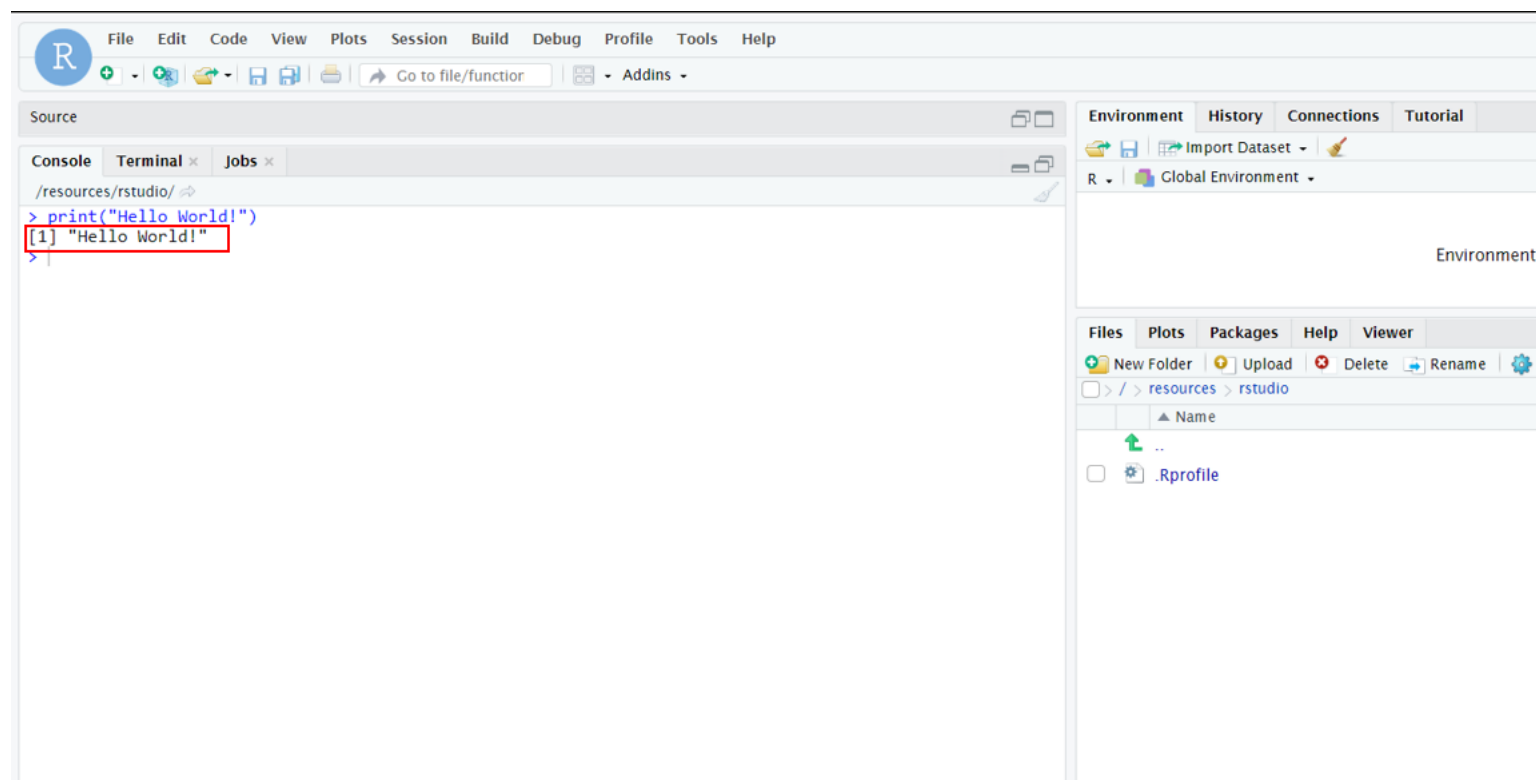 R
File Edit Code View Plots Session Build Debug Profile Tools Help
R
Go to file/function Addins
Source
Console Terminal Jobs
/resources/rstudio/
> print("Hello World!")
[1] "Hello World!"
>
Environment History Connections Tutorial
Import Dataset
R Global Environment
Environment
Files Plots Packages Help Viewer
New Folder Upload Delete Rename
> / > resources > rstudio
Name
..
.Rprofile